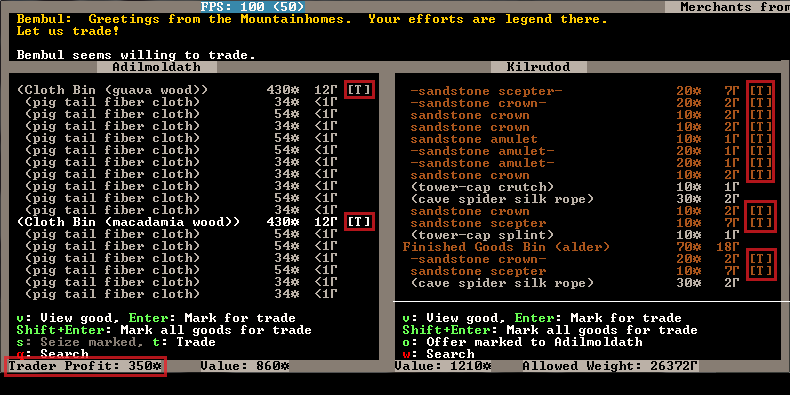 FPS: 100 (50)
Merchants from
Bembul: Greetings from the Mountainhomes. Your efforts are legend there.
Let us trade!
Bembul seems willing to trade.
Adilmoldath
(Cloth Bin (guava wood)) 430☼ 12Γ [T]
(pig tail fiber cloth) 34☼ <1Γ
(pig tail fiber cloth) 54☼ <1Γ
(pig tail fiber cloth) 34☼ <1Γ
(pig tail fiber cloth) 54☼ <1Γ
(pig tail fiber cloth) 34☼ <1Γ
(pig tail fiber cloth) 54☼ <1Γ
(pig tail fiber cloth) 34☼ <1Γ
(pig tail fiber cloth) 54☼ <1Γ
(pig tail fiber cloth) 34☼ <1Γ
(pig tail fiber cloth) 34☼ <1Γ
(Cloth Bin (macadamia wood)) 430☼ 12Γ [T]
(pig tail fiber cloth) 34☼ <1Γ
(pig tail fiber cloth) 54☼ <1Γ
(pig tail fiber cloth) 34☼ <1Γ
(pig tail fiber cloth) 54☼ <1Γ
(pig tail fiber cloth) 54☼ <1Γ
(pig tail fiber cloth) 34☼ <1Γ
v: View good, Enter: Mark for trade
Shift+Enter: Mark all goods for trade
s: Seize marked, t: Trade
q: Search
Trader Profit: 350☼ Value: 860☼
Kilrudod
-sandstone scepter- 20☼ 7Γ [T]
-sandstone crown- 20☼ 2Γ [T]
sandstone crown 10☼ 2Γ [T]
sandstone crown 10☼ 2Γ [T]
sandstone amulet 10☼ 1Γ [T]
-sandstone amulet- 20☼ 1Γ [T]
-sandstone amulet- 20☼ 1Γ [T]
-sandstone crown- 20☼ 2Γ [T]
(tower-cap crutch) 10☼ 1Γ
(cave spider silk rope) 30☼ 2Γ
sandstone crown 10☼ 2Γ [T]
sandstone scepter 10☼ 7Γ [T]
(tower-cap splint) 10☼ 1Γ
Finished Goods Bin (alder) 70☼ 18Γ
-sandstone crown- 20☼ 2Γ [T]
sandstone scepter 10☼ 7Γ [T]
(cave spider silk rope) 30☼ 2Γ
v: View good, Enter: Mark for trade
Shift+Enter: Mark all goods for trade
o: Offer marked to Adilmoldath
w: Search
Value: 1210☼ Allowed Weight: 26372Γ